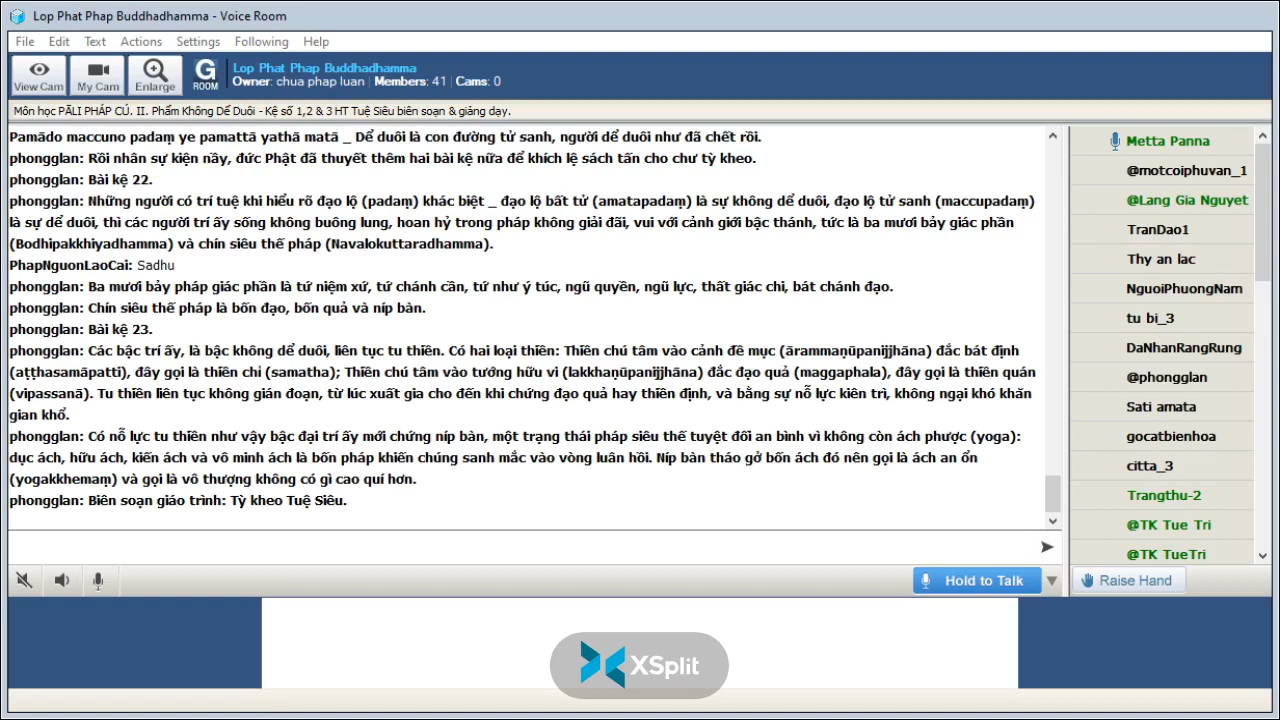 Lop Phat Phap Buddhadhamma - Voice Room
File Edit Text Actions Settings Following Help
View Cam My Cam Enlarge G ROOM
Lop Phat Phap Buddhadhamma
Owner: chua phap luan Members: 41 Cams: 0
Môn học PĀLI PHÁP CÚ. II. Phẩm Không Dể Duôi - Kệ số 1,2 & 3 HT Tuệ Siêu biên soạn & giảng dạy.
Pamādo maccuno padaṃ ye pamattā yathā matā _ Dể duôi là con đường tử sanh, người dể duôi như đã chết rồi.
phongglan: Rồi nhân sự kiện nầy, đức Phật đã thuyết thêm hai bài kệ nữa để khích lệ sách tấn cho chư tỳ kheo.
phongglan: Bài kệ 22.
phongglan: Những người có trí tuệ khi hiểu rõ đạo lộ (padaṃ) khác biệt _ đạo lộ bất tử (amatapadaṃ) là sự không dể duôi, đạo lộ tử sanh (maccupadaṃ)
là sự dể duôi, thì các người trí ấy sống không buông lung, hoan hỷ trong pháp không giải đãi, vui với cảnh giới bậc thánh, tức là ba mươi bảy giác phần
(Bodhipakkhiyadhamma) và chín siêu thế pháp (Navalokuttaradhamma).
PhapNguonLaoCai: Sadhu
phongglan: Ba mươi bảy pháp giác phần là tứ niệm xứ, tứ chánh cần, tứ như ý túc, ngũ quyền, ngũ lực, thất giác chi, bát chánh đạo.
phongglan: Chín siêu thế pháp là bốn đạo, bốn quả và níp bàn.
phongglan: Bài kệ 23.
phongglan: Các bậc trí ấy, là bậc không dể duôi, liên tục tu thiền. Có hai loại thiền: Thiền chú tâm vào cảnh đề mục (ārammaṇūpanijjhāna) đắc bát định
(aṭṭhasamāpatti), đây gọi là thiền chỉ (samatha); Thiền chú tâm vào tướng hữu vi (lakkhaṇūpanijjhāna) đắc đạo quả (maggaphala), đây gọi là thiền quán
(vipassanā). Tu thiền liên tục không gián đoạn, từ lúc xuất gia cho đến khi chứng đạo quả hay thiền định, và bằng sự nỗ lực kiên trì, không ngại khó khăn
gian khổ.
phongglan: Có nỗ lực tu thiền như vậy bậc đại trí ấy mới chứng níp bàn, một trạng thái pháp siêu thế tuyệt đối an bình vì không còn ách phược (yoga):
dục ách, hữu ách, kiến ách và vô minh ách là bốn pháp khiến chúng sanh mắc vào vòng luân hồi. Níp bàn tháo gở bốn ách đó nên gọi là ách an ổn
(yogakkhemaṃ) và gọi là vô thượng không có gì cao quí hơn.
phongglan: Biên soạn giáo trình: Tỳ kheo Tuệ Siêu.
Metta Panna
@motcoiphuvan_1
@Lang Gia Nguyet
TranDao1
Thy an lac
NguoiPhuongNam
tu bi_3
DaNhanRangRung
@phongglan
Sati amata
gocatbienhoa
citta_3
Trangthu-2
@TK Tue Tri
@TK TueTri
Hold to Talk
Raise Hand
XSplit